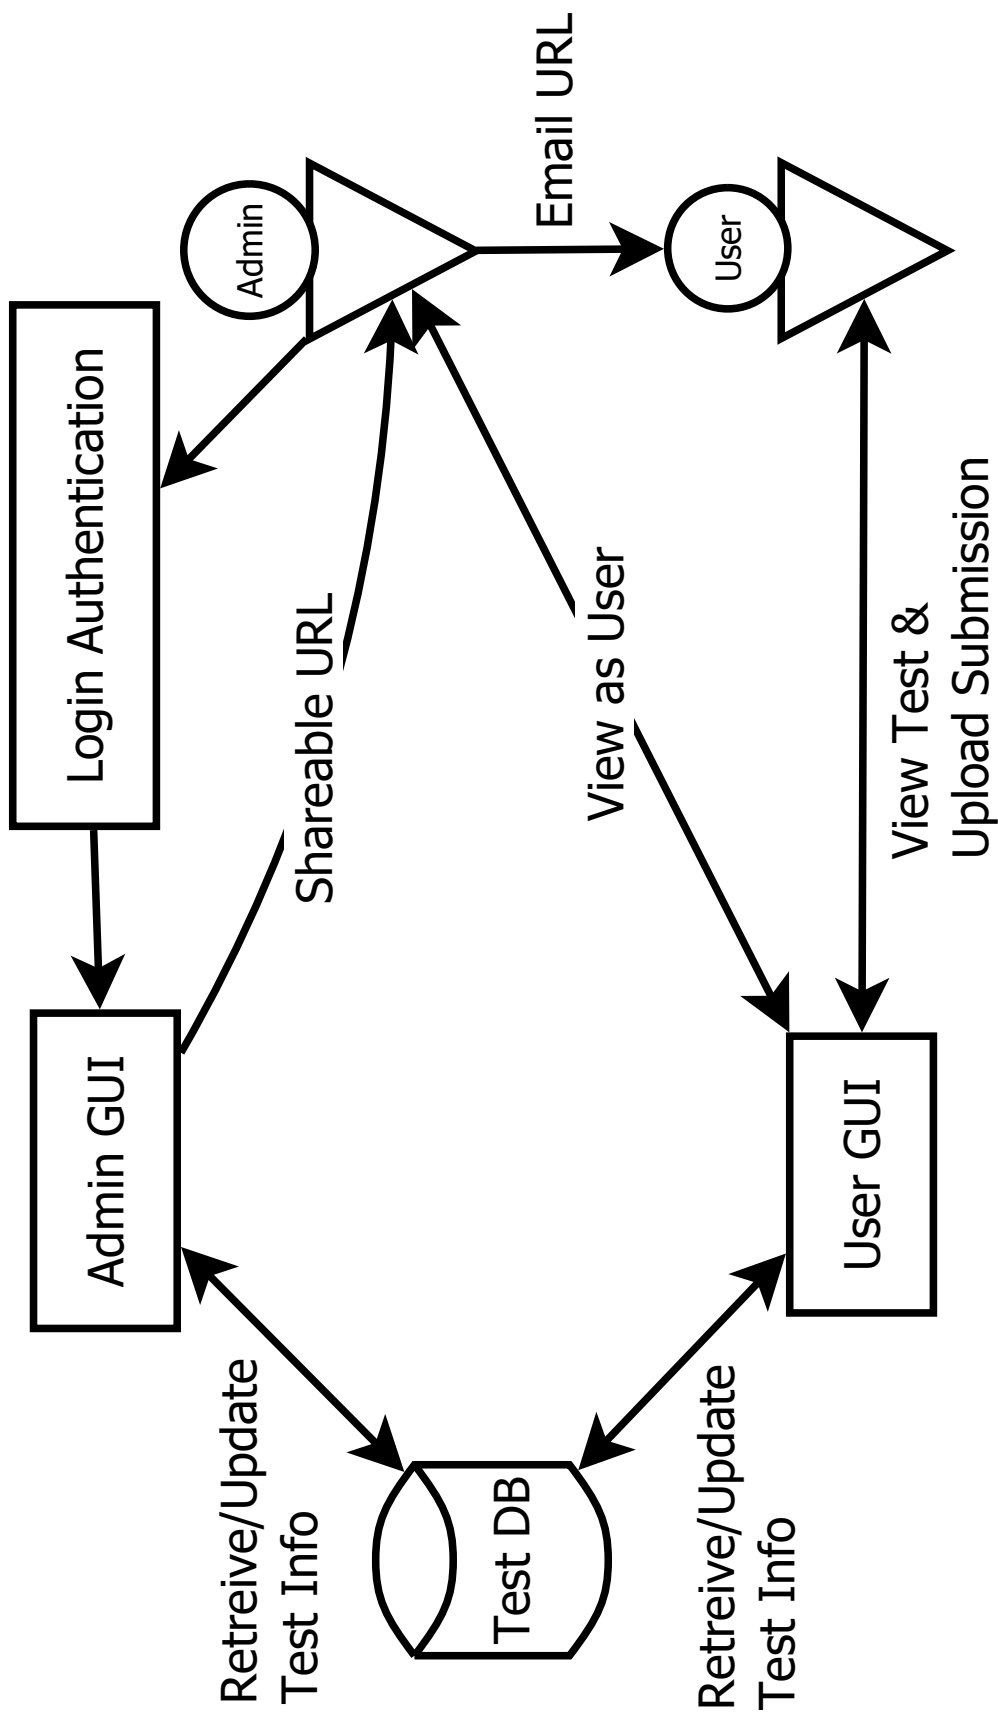 Admin GUI
Login Authentication
Retreive/Update
Test Info
Admin
Shareable URL
Test DB
Email URL
View as User
Retreive/Update
Test Info
User
User GUI
View Test &
Upload Submission